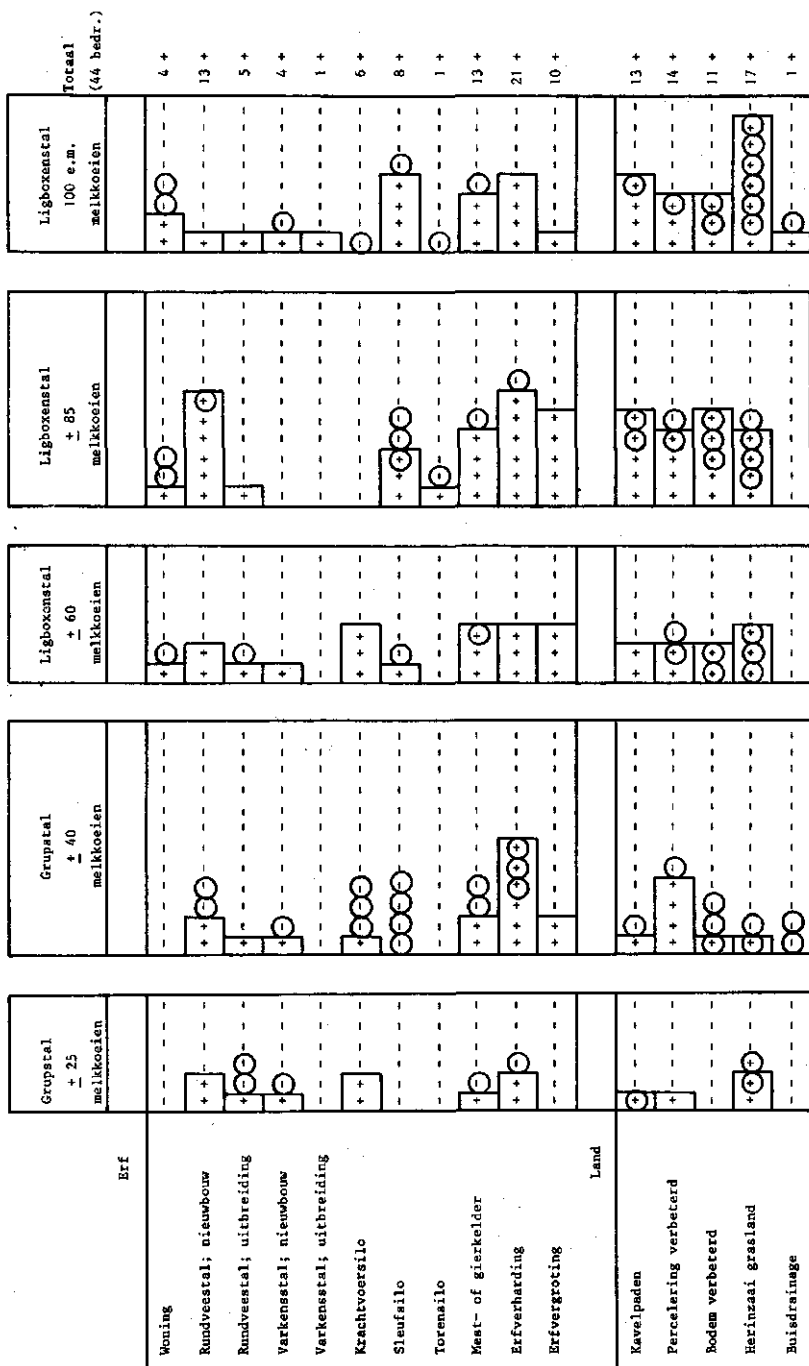 Grupstal
± 25
melkkoeien
Grupstal
± 40
melkkoeien
Ligboxenstal
± 60
melkkoeien
Ligboxenstal
± 85
melkkoeien
Ligboxenstal
100 e.m.
melkkoeien
Totaal
(44 bedr.)
Erf
Woning 4 +
Rundveestal; nieuwbouw 13 +
Rundveestal; uitbreiding 5 +
Varkensstal; nieuwbouw 4 +
Varkensstal; uitbreiding 1 +
Krachtvoersilo 6 +
Sleufsilo 8 +
Torensilo 1 +
Mest- of gierkelder 13 +
Erfverharding 21 +
Erfvergroting 10 +
Land
Kavelpaden 13 +
Percelering verbeterd 14 +
Bodem verbeterd 11 +
Herinzaai grasland 17 +
Buisdrainage 1 +